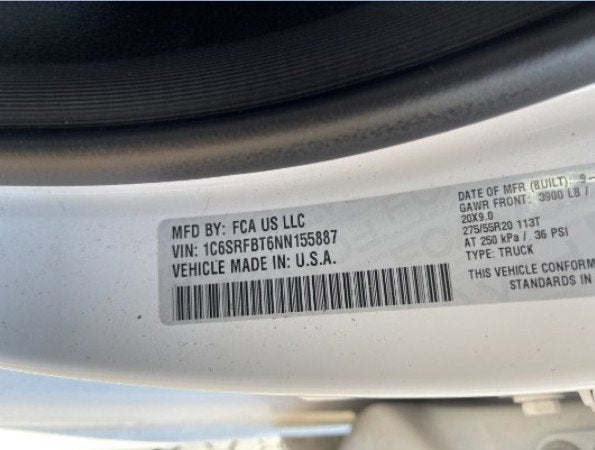 MFD BY: FCA US LLC
VIN: 1C6SRFBT6NN155887
VEHICLE MADE IN: U.S.A.
DATE OF MFR (BUILT): 9-
GAWR FRONT: 3900 LB /
20X9.0
275/55R20 113T
AT 250 kPa / 36 PSI
TYPE: TRUCK
THIS VEHICLE CONFORM
STANDARDS IN